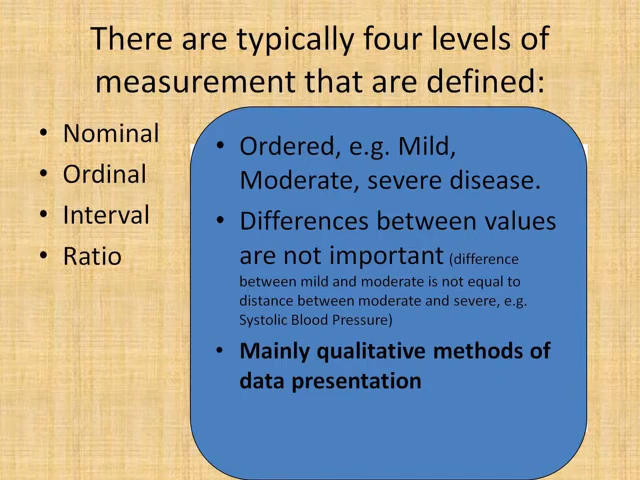 There are typically four levels of
measurement that are defined:
• Nominal
• Ordinal
• Interval
• Ratio
• Ordered, e.g. Mild,
Moderate, severe disease.
• Differences between values
are not important (difference
between mild and moderate is not equal to
distance between moderate and severe, e.g.
Systolic Blood Pressure)
• Mainly qualitative methods of
data presentation